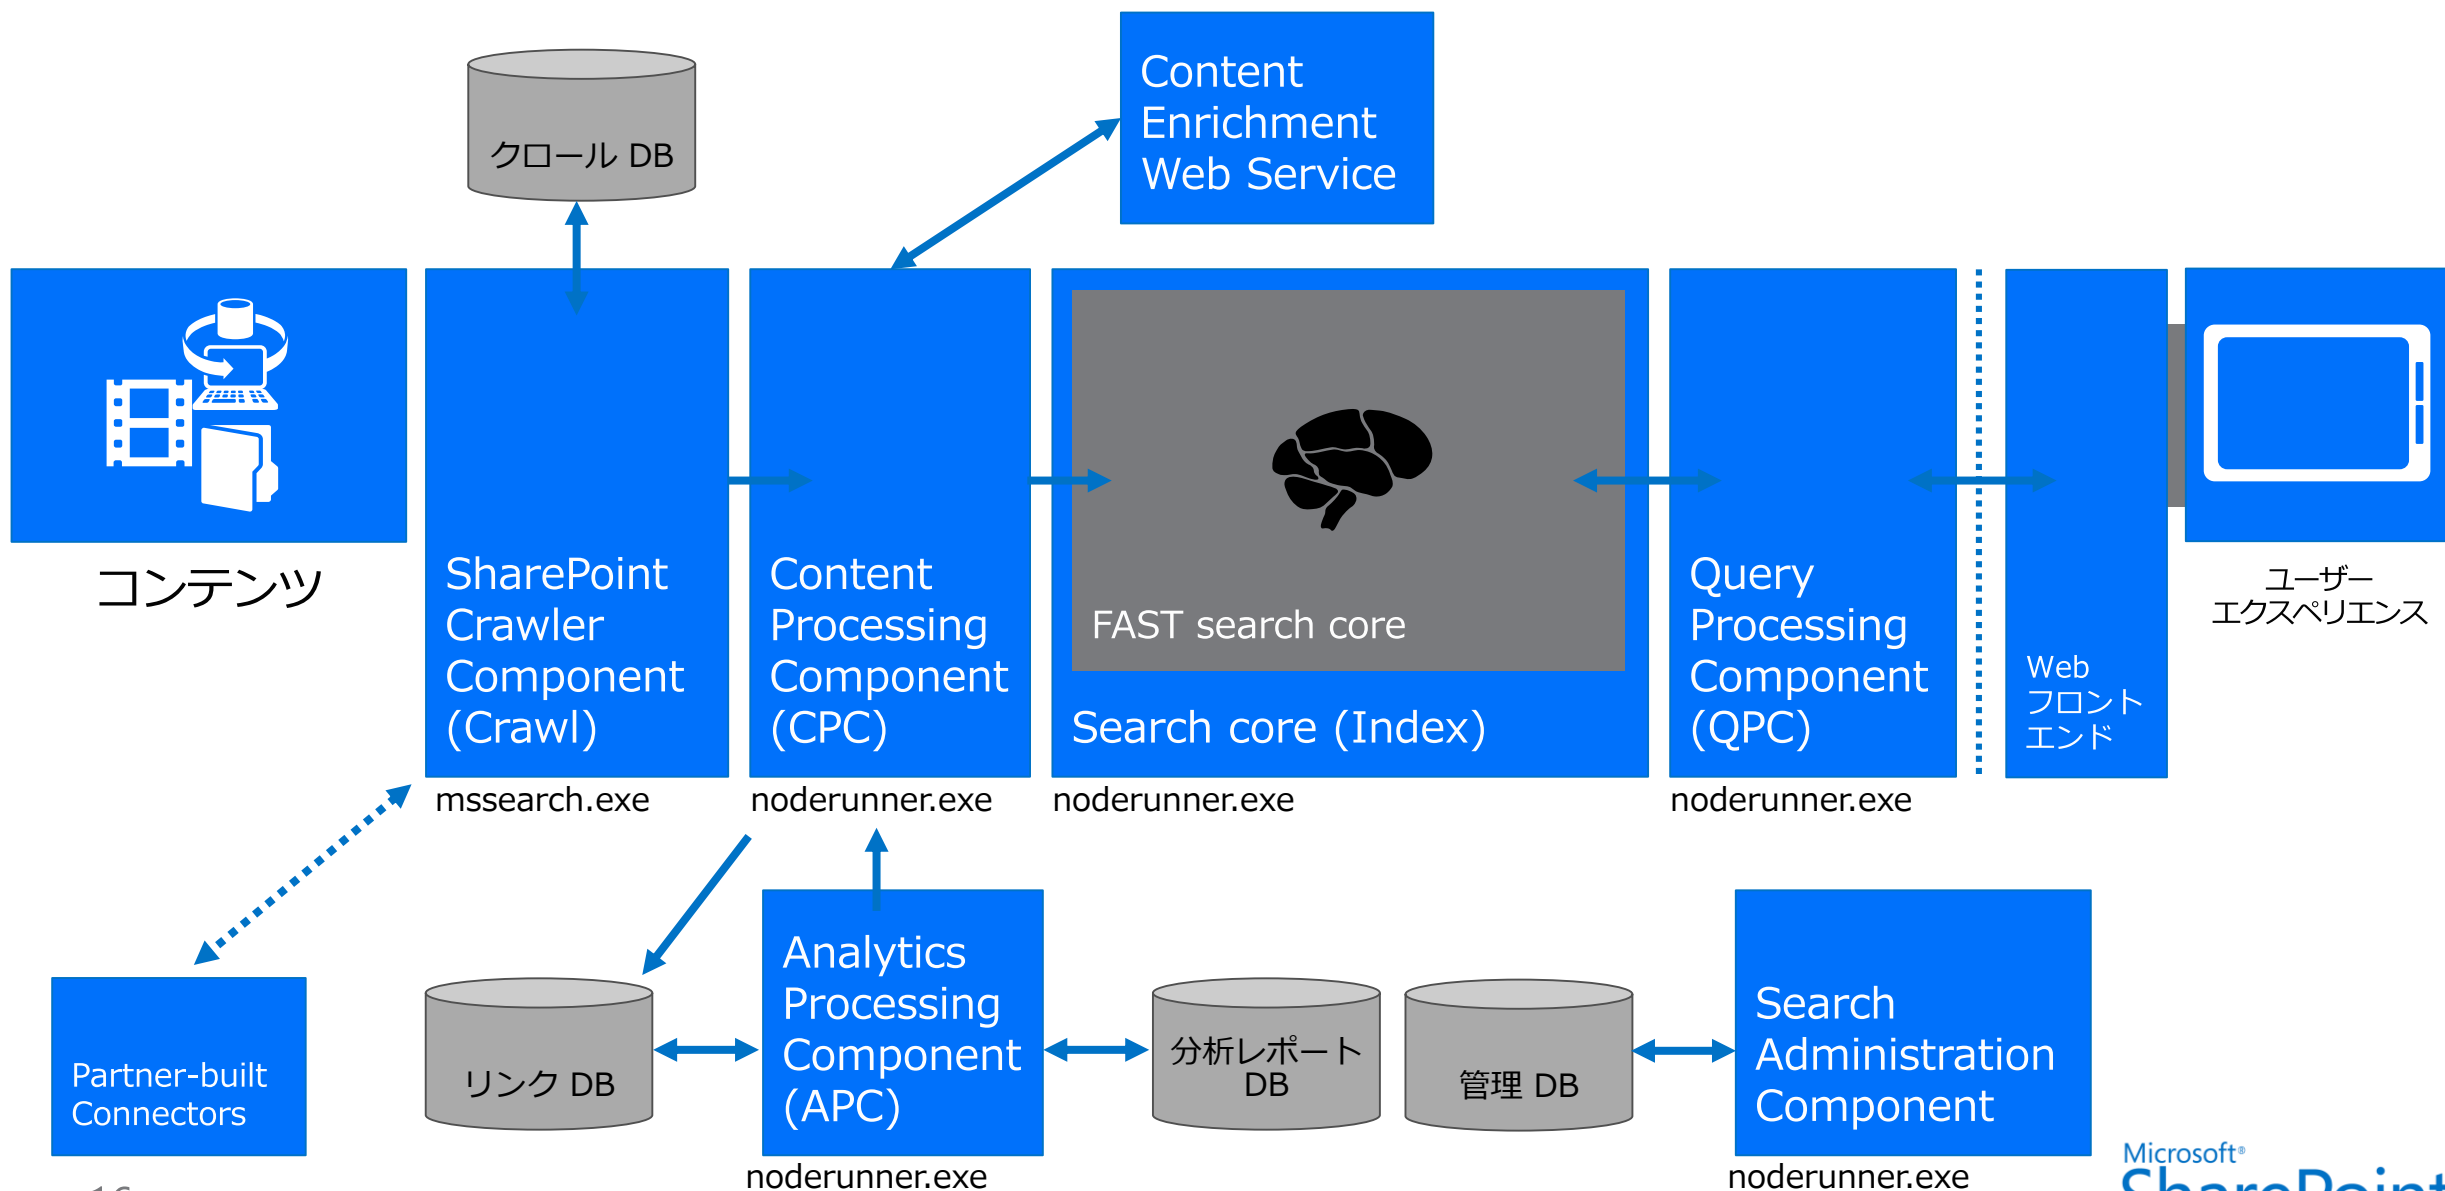 Content
Enrichment
Web Service
クロール DB
コンテンツ
SharePoint
Crawler
Component
(Crawl)
mssearch.exe
Content
Processing
Component
(CPC)
noderunner.exe
FAST search core
Search core (Index)
noderunner.exe
Query
Processing
Component
(QPC)
noderunner.exe
Web
フロント
エンド
ユーザー
エクスペリエンス
Partner-built
Connectors
リンク DB
Analytics
Processing
Component
(APC)
noderunner.exe
分析レポート
DB
管理 DB
Search
Administration
Component
noderunner.exe
Microsoft®
SharePoint
16